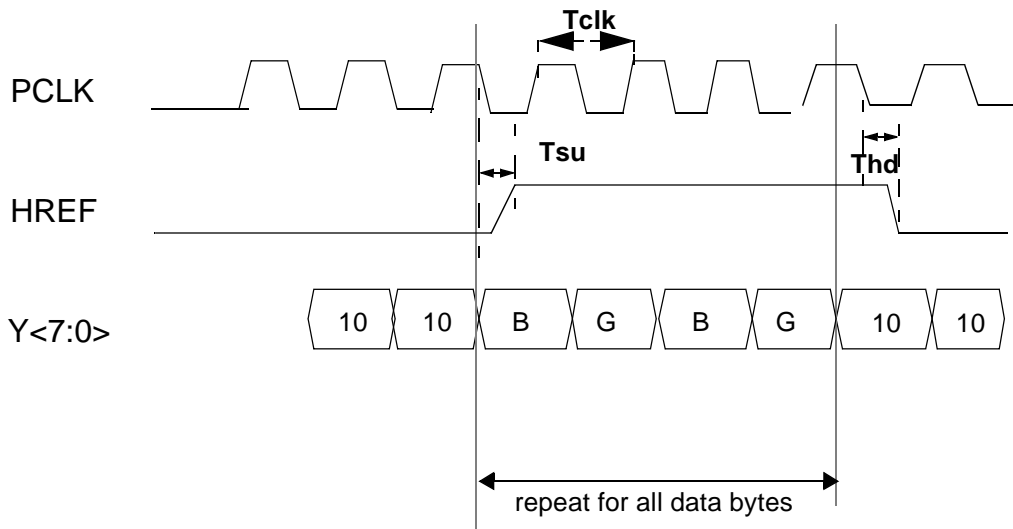 Tclk
PCLK
Tsu
Thd
HREF
Y<7:0>
10 10 B G B G 10 10
repeat for all data bytes